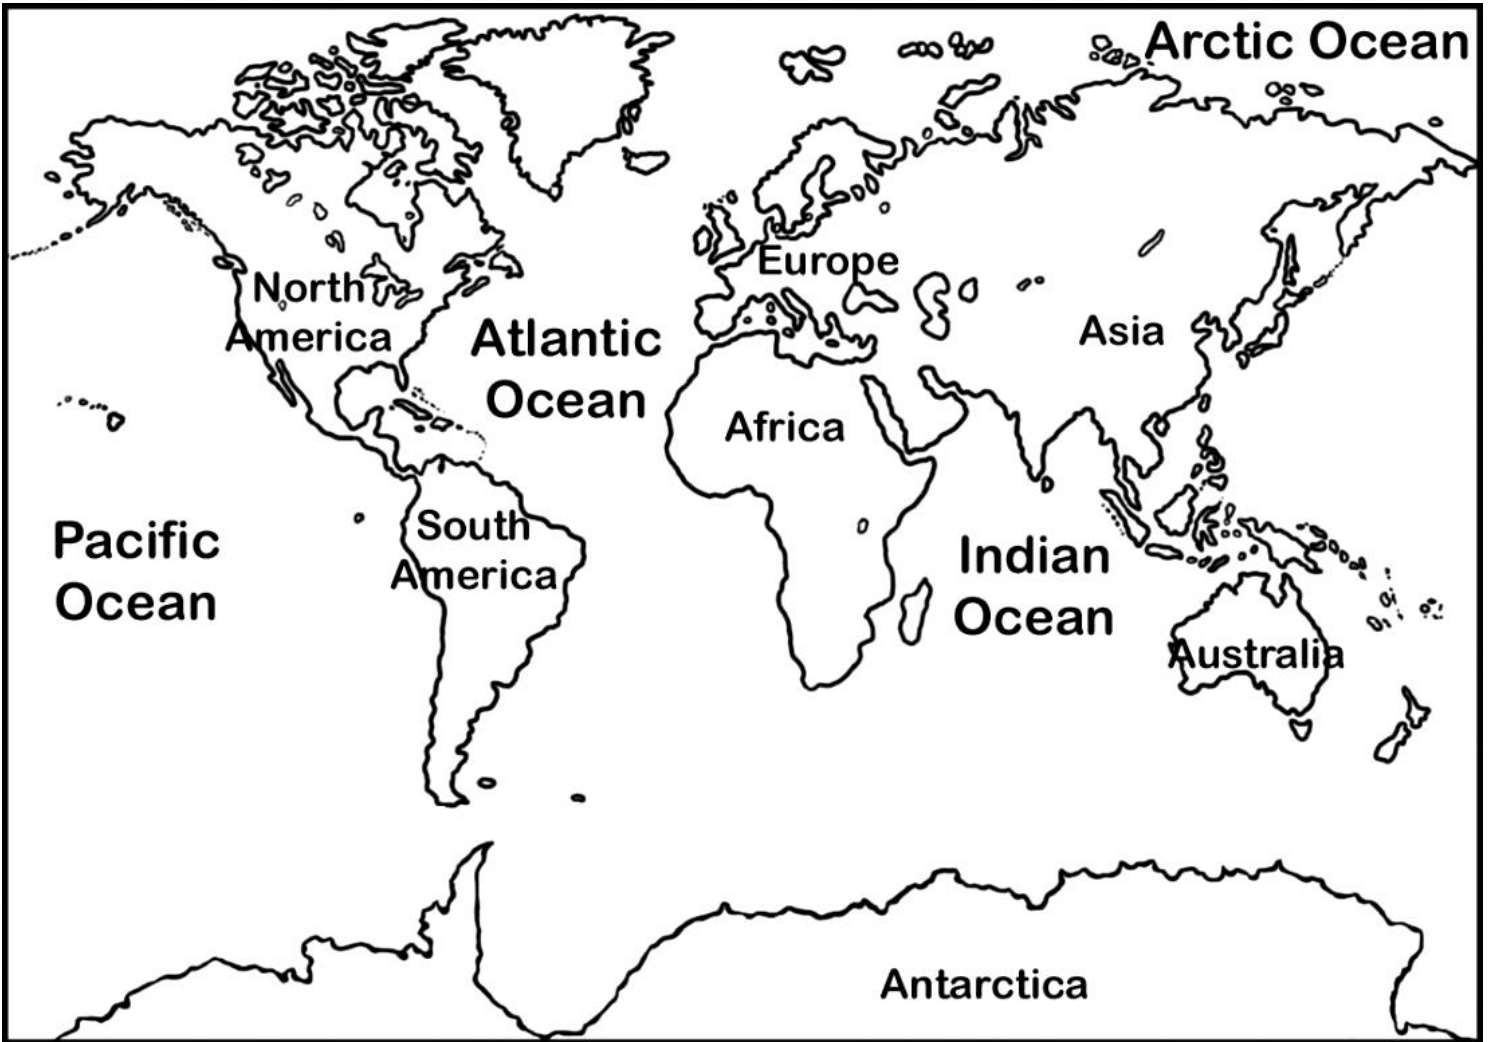 Arctic Ocean
Europe
North
America
Atlantic
Ocean
Asia
Africa
South
America
Pacific
Ocean
Indian
Ocean
Australia
Antarctica